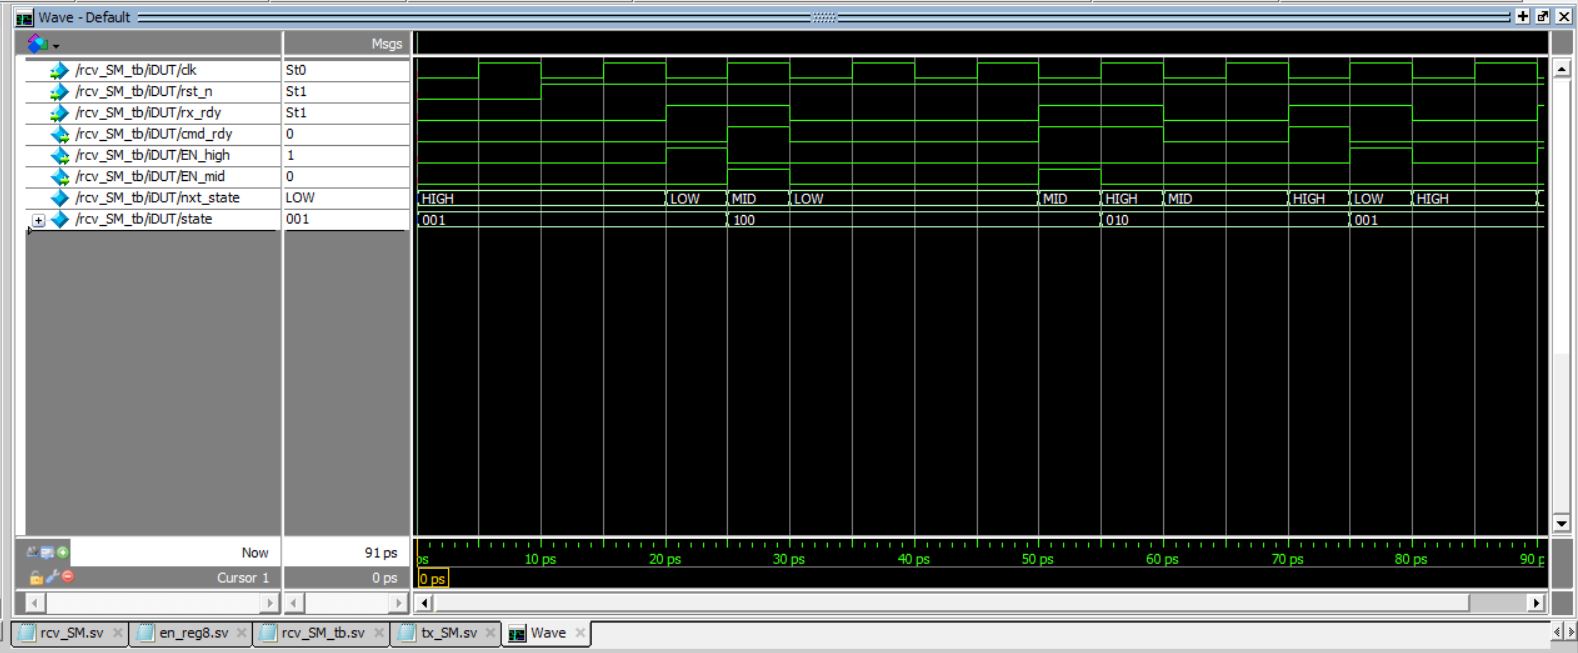 Wave - Default
Msgs
/rcv_SM_tb/iDUT/clk St0
/rcv_SM_tb/iDUT/rst_n St1
/rcv_SM_tb/iDUT/rx_rdy St1
/rcv_SM_tb/iDUT/cmd_rdy 0
/rcv_SM_tb/iDUT/EN_high 1
/rcv_SM_tb/iDUT/EN_mid 0
/rcv_SM_tb/iDUT/nxt_state LOW HIGH LOW MID LOW MID HIGH MID HIGH LOW HIGH
/rcv_SM_tb/iDUT/state 001 001 100 010 001
Now 91 ps ps 10 ps 20 ps 30 ps 40 ps 50 ps 60 ps 70 ps 80 ps 90 p
Cursor 1 0 ps 0 ps
rcv_SM.sv en_reg8.sv rcv_SM_tb.sv tx_SM.sv Wave